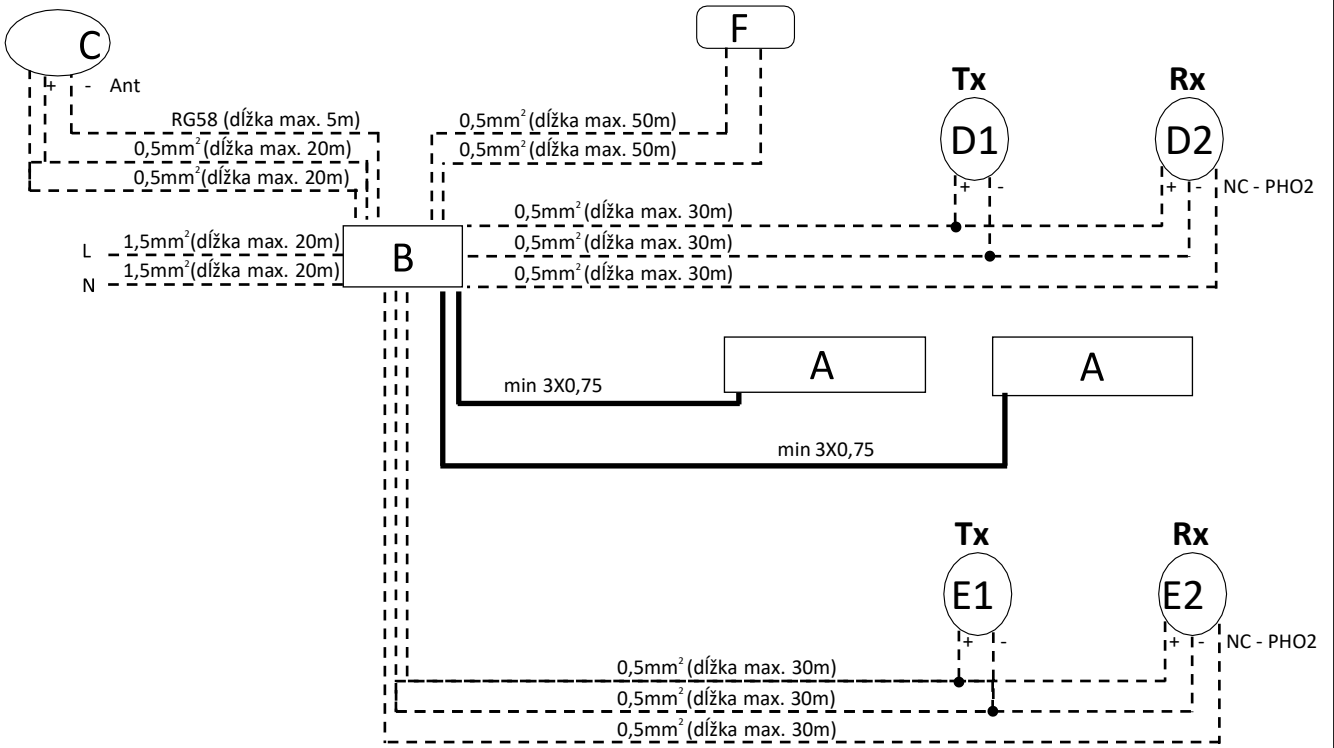 C
F
+ - Ant
Tx
Rx
RG58 (dĺžka max. 5m)
0,5mm² (dĺžka max. 20m)
0,5mm² (dĺžka max. 20m)
0,5mm² (dĺžka max. 50m)
0,5mm² (dĺžka max. 50m)
D1
D2
+ -
+ - NC - PHO2
0,5mm² (dĺžka max. 30m)
0,5mm² (dĺžka max. 30m)
0,5mm² (dĺžka max. 30m)
L 1,5mm² (dĺžka max. 20m)
N 1,5mm² (dĺžka max. 20m)
B
A
A
min 3X0,75
min 3X0,75
Tx
Rx
E1
E2
+ -
+ - NC - PHO2
0,5mm² (dĺžka max. 30m)
0,5mm² (dĺžka max. 30m)
0,5mm² (dĺžka max. 30m)